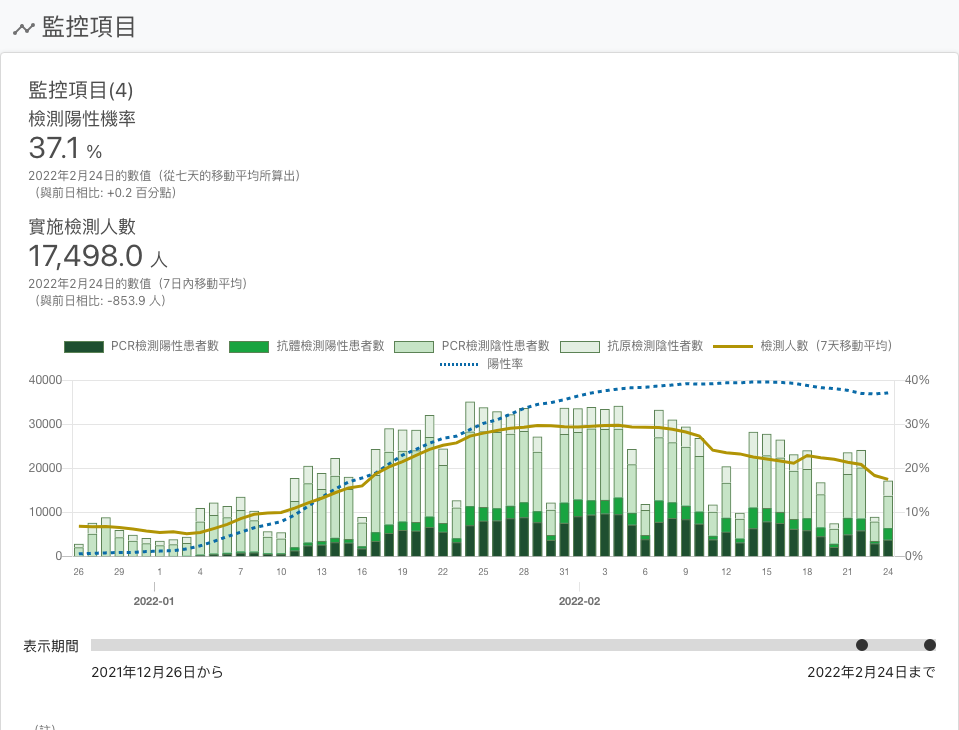 監控項目
監控項目(4)
檢測陽性機率
37.1 %
2022年2月24日的數值（從七天的移動平均所算出）
（與前日相比: +0.2 百分點）
實施檢測人數
17,498.0 人
2022年2月24日的數值（7日內移動平均）
（與前日相比: -853.9 人）
PCR檢測陽性患者數 抗體檢測陽性患者數 PCR檢測陰性患者數 抗原檢測陰性者數 檢測人數（7天移動平均）
陽性率
40000 40%
30000 30%
20000 20%
10000 10%
0 0%
26 29 1 4 7 10 13 16 19 22 25 28 31 3 6 9 12 15 18 21 24
2022-01 2022-02
表示期間
2021年12月26日から 2022年2月24日まで
（註）